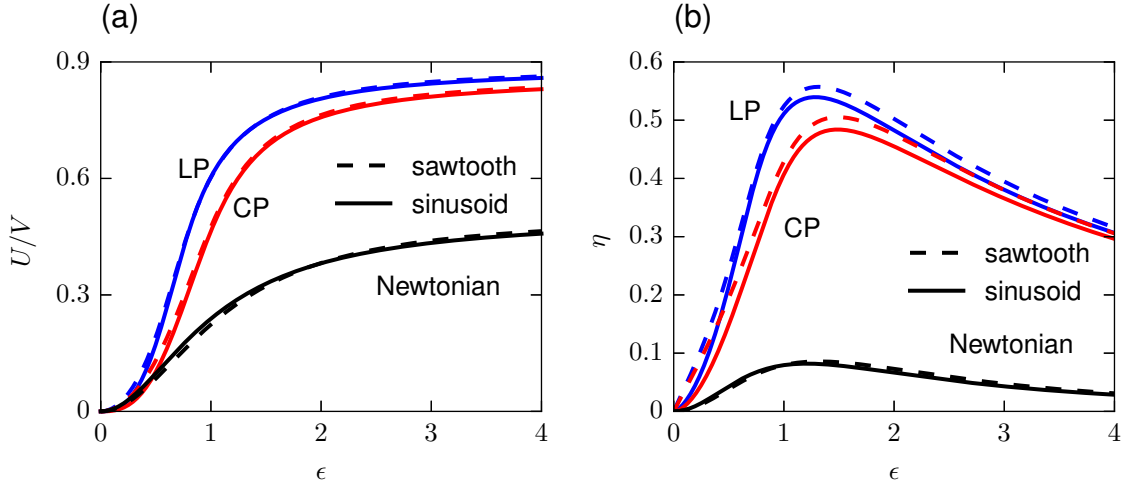 (a)
0.9
0.6
0.3
0
U/V
LP
CP
sawtooth
sinusoid
Newtonian
0
1
2
3
4
ϵ
(b)
0.6
0.5
0.4
0.3
0.2
0.1
0
η
LP
CP
sawtooth
sinusoid
Newtonian
0
1
2
3
4
ϵ